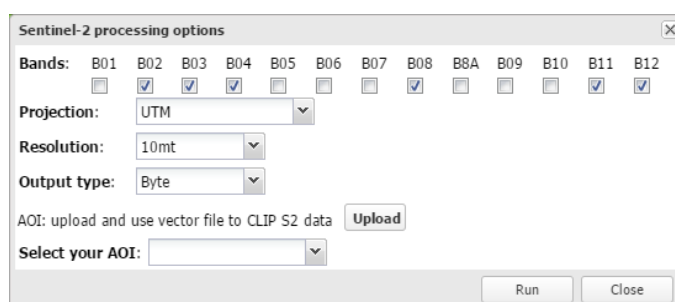 Sentinel-2 processing options
Bands: B01 B02 B03 B04 B05 B06 B07 B08 B8A B09 B10 B11 B12
Projection: UTM
Resolution: 10mt
Output type: Byte
AOI: upload and use vector file to CLIP S2 data Upload
Select your AOI:
Run Close